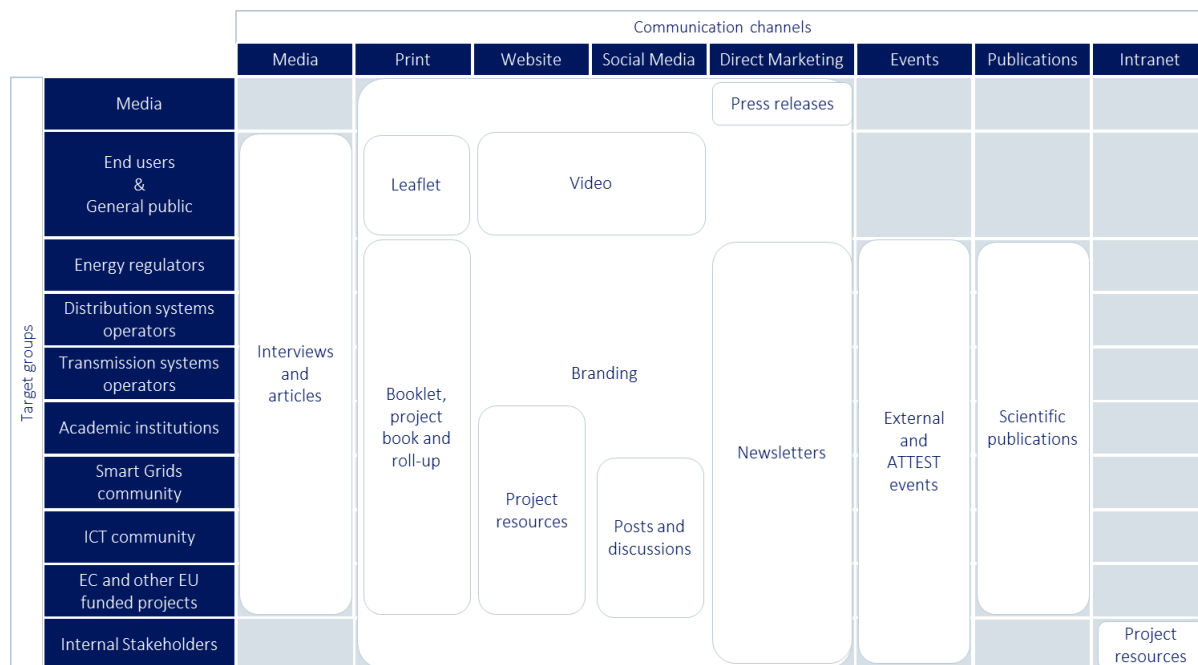 Communication channels
Media
Print
Website
Social Media
Direct Marketing
Events
Publications
Intranet
Target groups
Media
Press releases
End users
&
General public
Leaflet
Video
Energy regulators
Distribution systems
operators
Transmission systems
operators
Academic institutions
Smart Grids
community
ICT community
EC and other EU
funded projects
Internal Stakeholders
Interviews
and
articles
Booklet,
project
book and
roll-up
Branding
Project
resources
Posts and
discussions
Newsletters
External
and
ATTEST
events
Scientific
publications
Project
resources